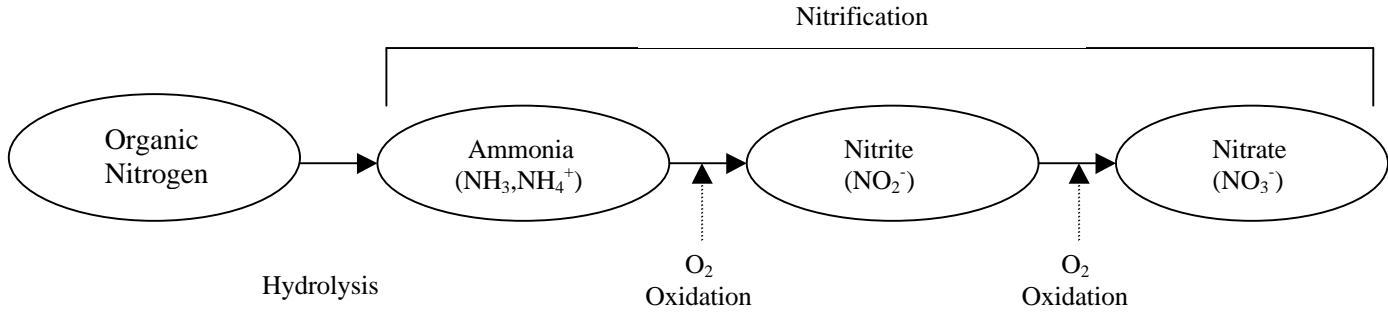 Nitrification
Organic
Nitrogen
Ammonia
(NH₃,NH₄⁺)
Nitrite
(NO₂⁻)
Nitrate
(NO₃⁻)
Hydrolysis
O₂
Oxidation
O₂
Oxidation